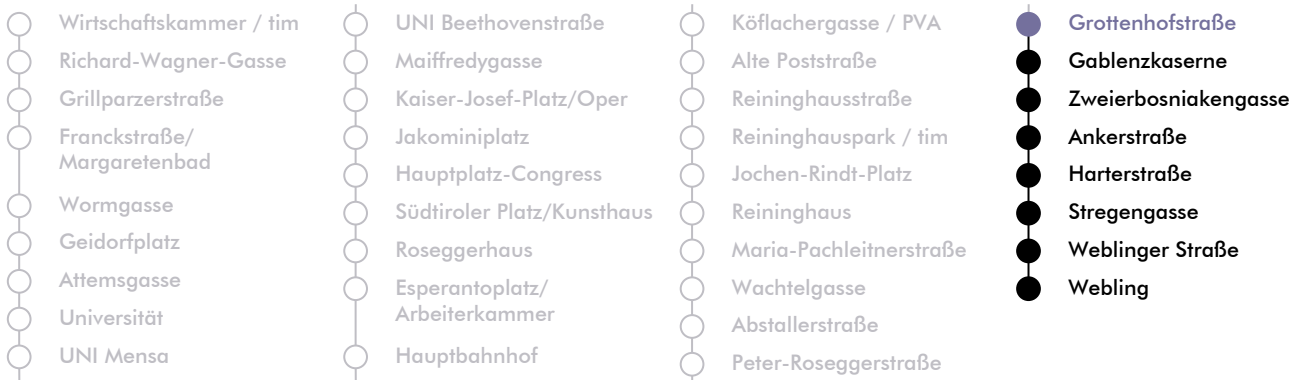 Wirtschaftskammer / tim
Richard-Wagner-Gasse
Grillparzerstraße
Franckstraße/
Margaretenbad
Wormgasse
Geidorfplatz
Attemsgasse
Universität
UNI Mensa
UNI Beethovenstraße
Maiffredygasse
Kaiser-Josef-Platz/Oper
Jakominiplatz
Hauptplatz-Congress
Südtiroler Platz/Kunsthaus
Roseggerhaus
Esperantoplatz/
Arbeiterkammer
Hauptbahnhof
Köflachergasse / PVA
Alte Poststraße
Reininghausstraße
Reininghauspark / tim
Jochen-Rindt-Platz
Reininghaus
Maria-Pachleitnerstraße
Wachtelgasse
Abstallerstraße
Peter-Roseggerstraße
Grottenhofstraße
Gablenzkaserne
Zweierbosniakengasse
Ankerstraße
Harterstraße
Stregengasse
Weblinger Straße
Webling